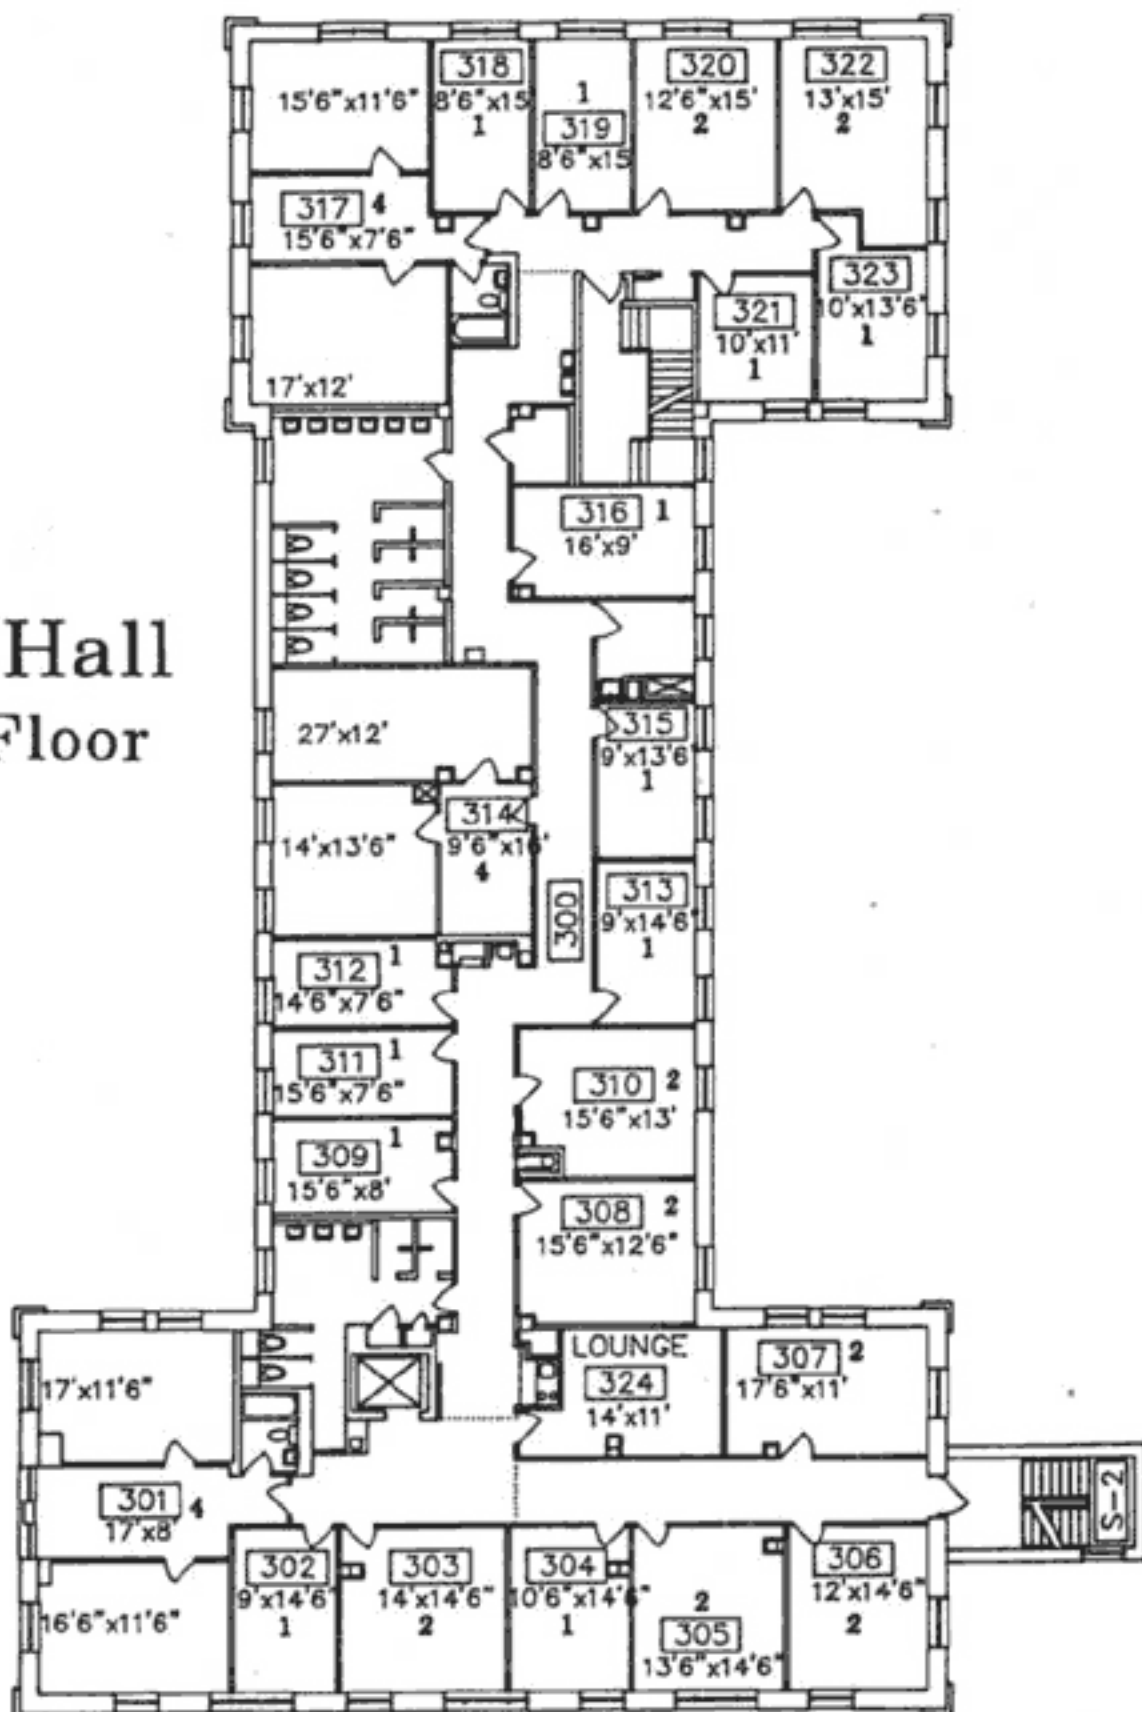 15'6"x11'6"
318
8'6"x15
1
1
319
8'6"x15
320
12'6"x15'
2
322
13'x15'
2
317 4
15'6"x7'6"
323
10'x13'6"
1
321
10'x11'
1
17'x12'
316 1
16'x9'
Hall
Floor
27'x12'
315
9'x13'6
1
314
9'6"x16'
4
14'x13'6"
313
9'x14'6"
1
300
312 1
14'6"x7'6"
311 1
15'6"x7'6"
310 2
15'6"x13'
309 1
15'6"x8'
308 2
15'6"x12'6"
LOUNGE
324
14'x11'
307 2
17'6"x11'
17'x11'6"
301 4
17'x8'
S-2
302
9'x14'6"
1
303
14'x14'6"
2
304
10'6"x14'6"
1
2
305
13'6"x14'6"
306
12'x14'6"
2
16'6"x11'6"